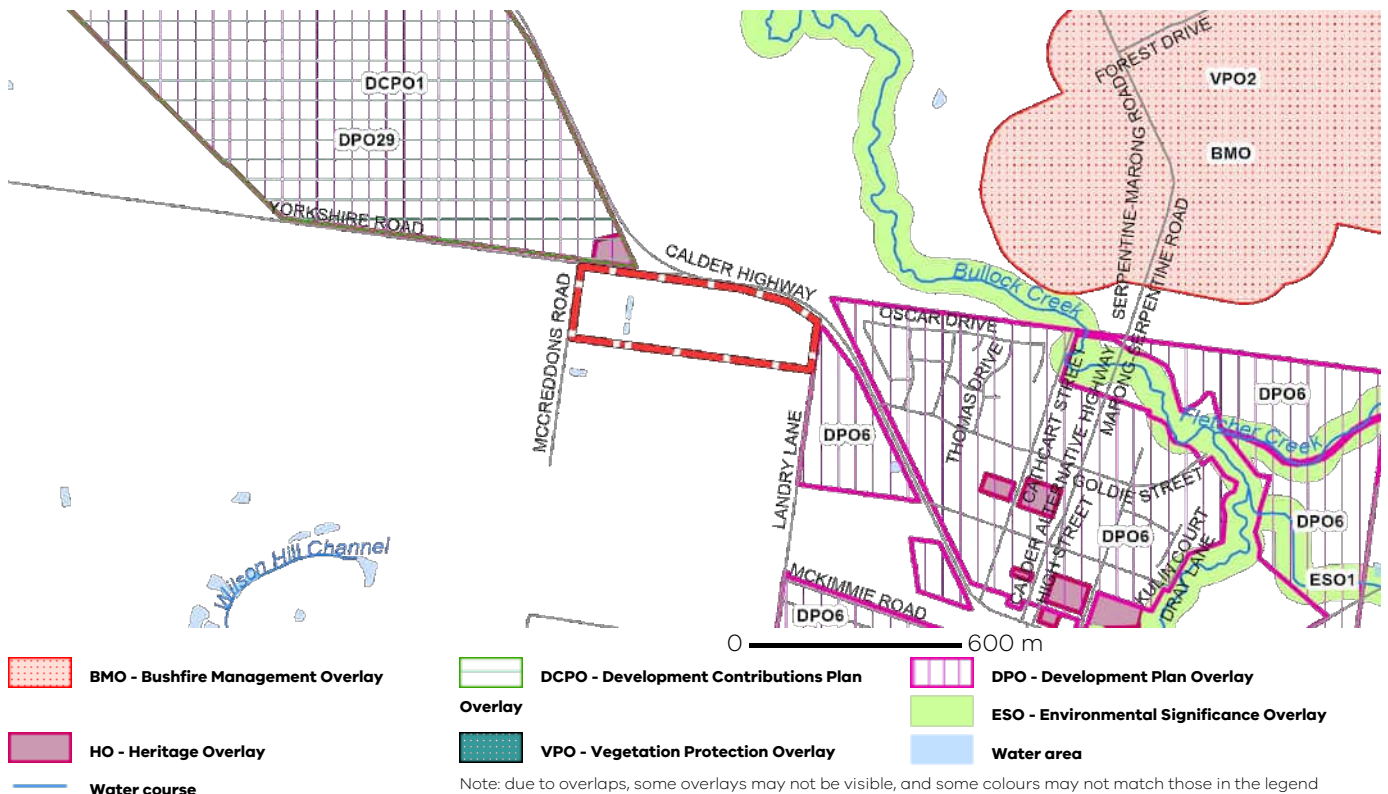 FOREST DRIVE
DCPO1
VPO2
DPO29
BMO
SERPENTINE-MARONG ROAD
YORKSHIRE ROAD
MARONG-SERPENTINE ROAD
CALDER HIGHWAY
Bullock Creek
MCCREDDONS ROAD
OSCAR DRIVE
THOMAS DRIVE
CATHCART STREET
CALDER ALTERNATIVE HIGHWAY
DPO6
Fletcher Creek
DPO6
GOLDIE STREET
LANDRY LANE
HIGH STREET
DPO6
DPO6
KULIN COURT
DRAY LANE
ESO1
Wilson Hill Channel
MCKIMMIE ROAD
DPO6
0 600 m
BMO - Bushfire Management Overlay
DCPO - Development Contributions Plan
Overlay
DPO - Development Plan Overlay
ESO - Environmental Significance Overlay
HO - Heritage Overlay
VPO - Vegetation Protection Overlay
Water area
Water course
Note: due to overlaps, some overlays may not be visible, and some colours may not match those in the legend